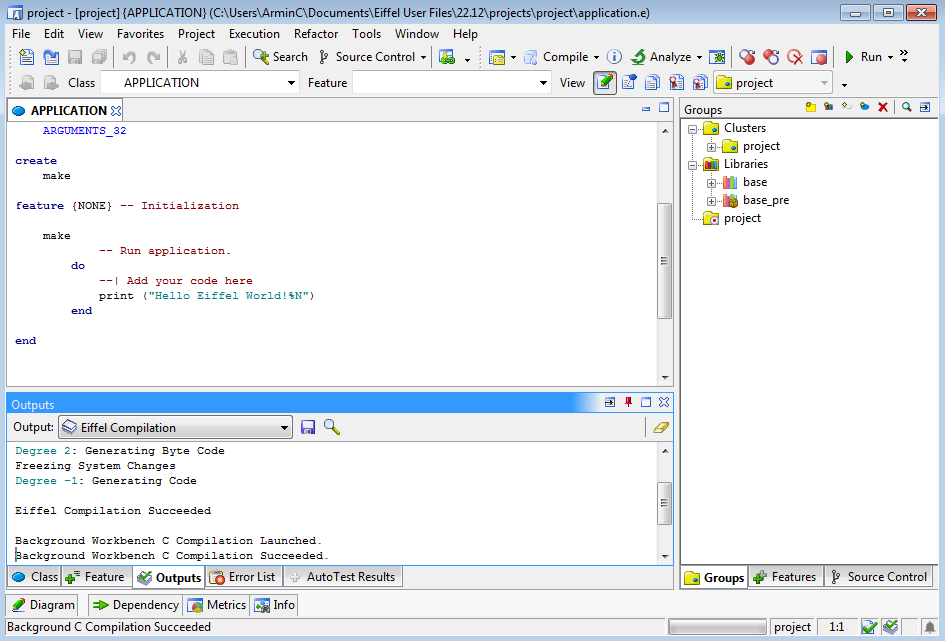 project - [project] {APPLICATION} (C:\Users\ArminC\Documents\Eiffel User Files\22.12\projects\project\application.e)
File Edit View Favorites Project Execution Refactor Tools Window Help
Search Source Control Compile Analyze Run
Class APPLICATION Feature View project
APPLICATION
ARGUMENTS_32
create
make
feature {NONE} -- Initialization
make
-- Run application.
do
--| Add your code here
print ("Hello Eiffel World!%N")
end
end
Groups
Clusters
project
Libraries
base
base_pre
project
Outputs
Output: Eiffel Compilation
Degree 2: Generating Byte Code
Freezing System Changes
Degree -1: Generating Code
Eiffel Compilation Succeeded
Background Workbench C Compilation Launched.
Background Workbench C Compilation Succeeded.
Class Feature Outputs Error List AutoTest Results
Groups Features Source Control
Diagram Dependency Metrics Info
Background C Compilation Succeeded project 1:1